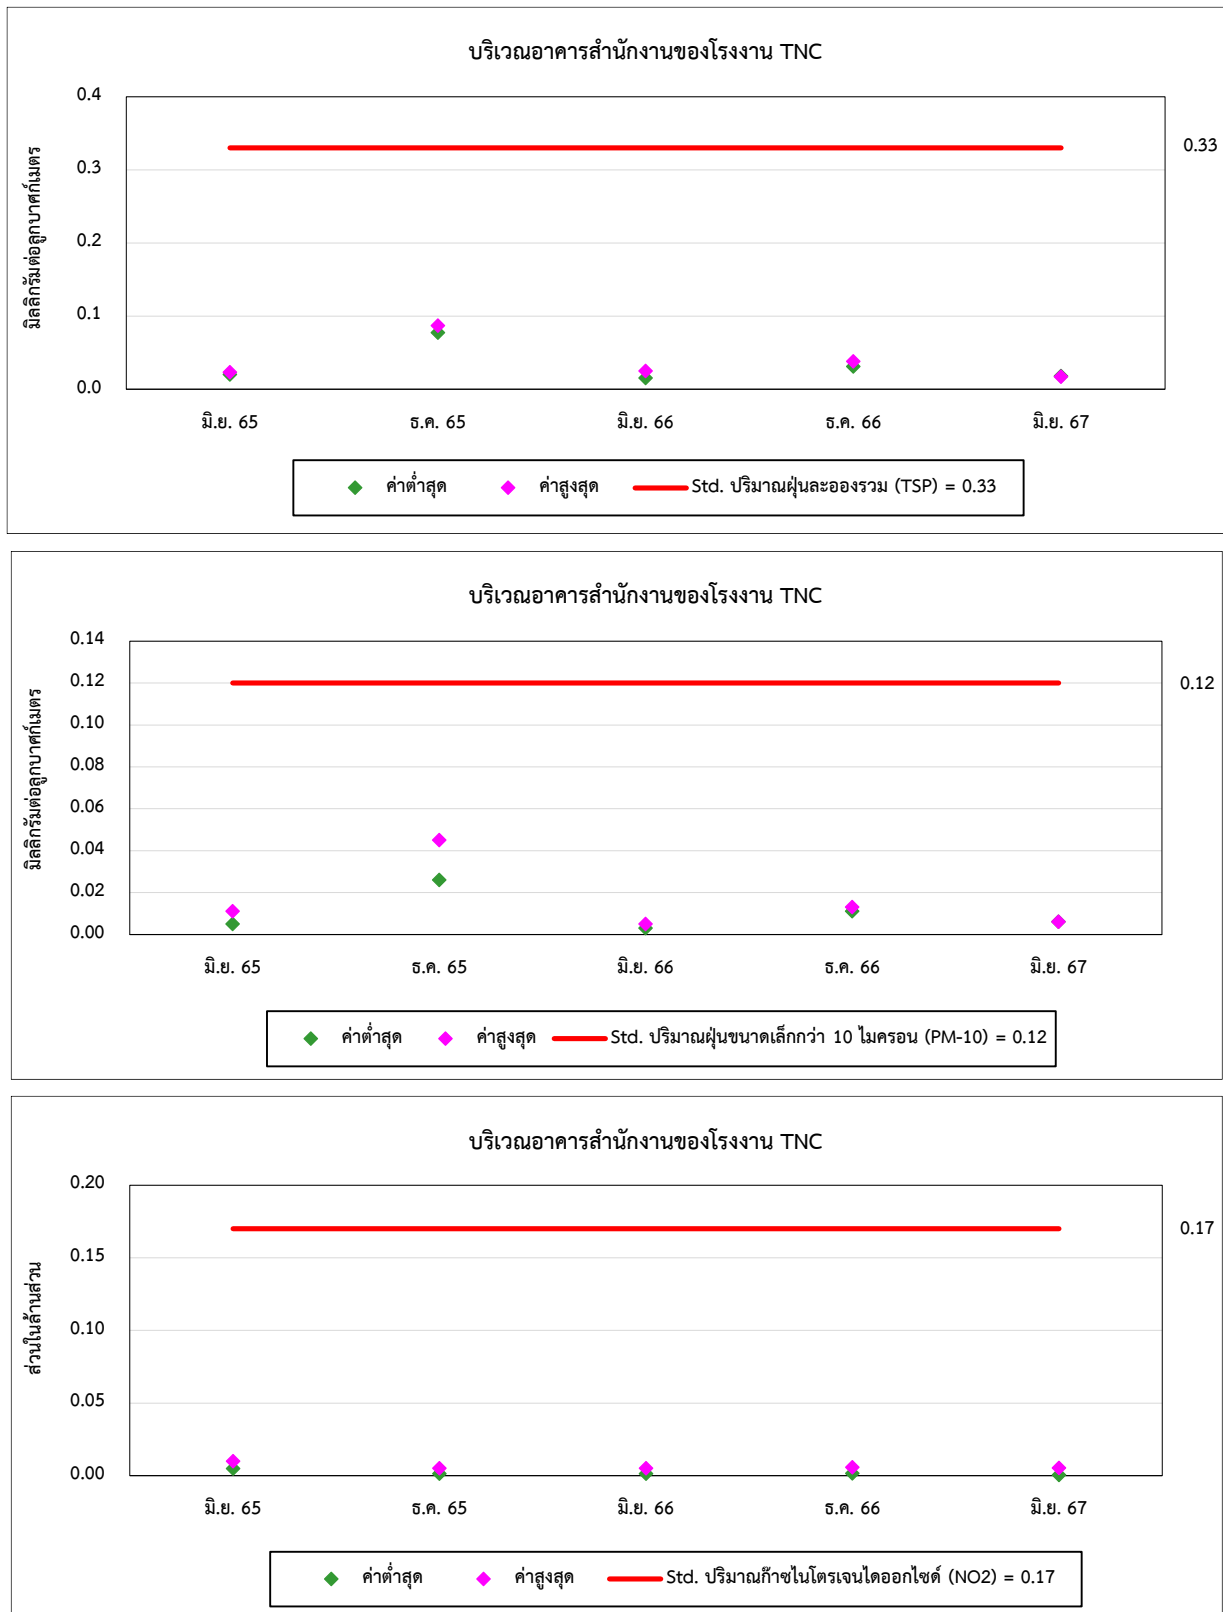 บริเวณอาคารสำนักงานของโรงงาน TNC
มิลลิกรัมต่อลูกบาศก์เมตร
0.4
0.33
0.3
0.2
0.1
0.0
มิ.ย. 65 ธ.ค. 65 มิ.ย. 66 ธ.ค. 66 มิ.ย. 67
ค่าต่ำสุด ค่าสูงสุด Std. ปริมาณฝุ่นละอองรวม (TSP) = 0.33
บริเวณอาคารสำนักงานของโรงงาน TNC
มิลลิกรัมต่อลูกบาศก์เมตร
0.14
0.12 0.12
0.10
0.08
0.06
0.04
0.02
0.00
มิ.ย. 65 ธ.ค. 65 มิ.ย. 66 ธ.ค. 66 มิ.ย. 67
ค่าต่ำสุด ค่าสูงสุด Std. ปริมาณฝุ่นขนาดเล็กกว่า 10 ไมครอน (PM-10) = 0.12
บริเวณอาคารสำนักงานของโรงงาน TNC
ส่วนในล้านส่วน
0.20
0.17
0.15
0.10
0.05
0.00
มิ.ย. 65 ธ.ค. 65 มิ.ย. 66 ธ.ค. 66 มิ.ย. 67
ค่าต่ำสุด ค่าสูงสุด Std. ปริมาณก๊าซไนโตรเจนไดออกไซด์ (NO2) = 0.17